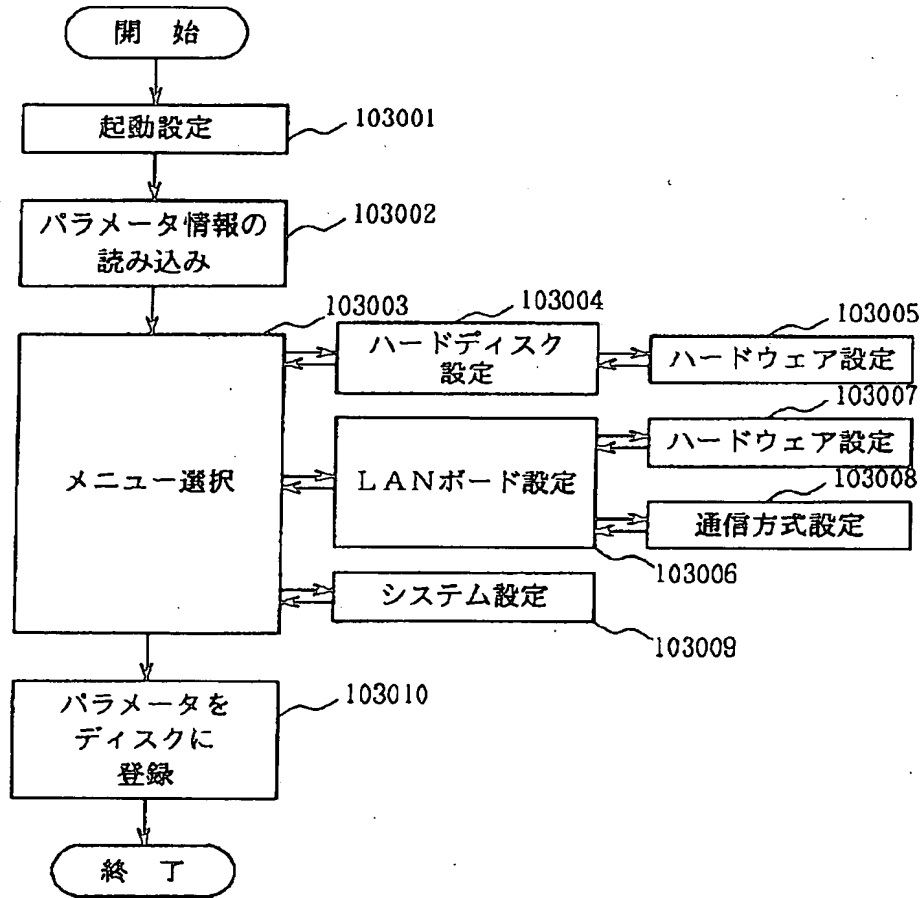 開 始
起動設定
103001
パラメータ情報の
読み込み
103002
メニュー選択
103003
ハードディスク
設定
103004
ハードウェア設定
103005
LANボード設定
103006
ハードウェア設定
103007
通信方式設定
103008
システム設定
103009
パラメータを
ディスクに
登録
103010
終 了